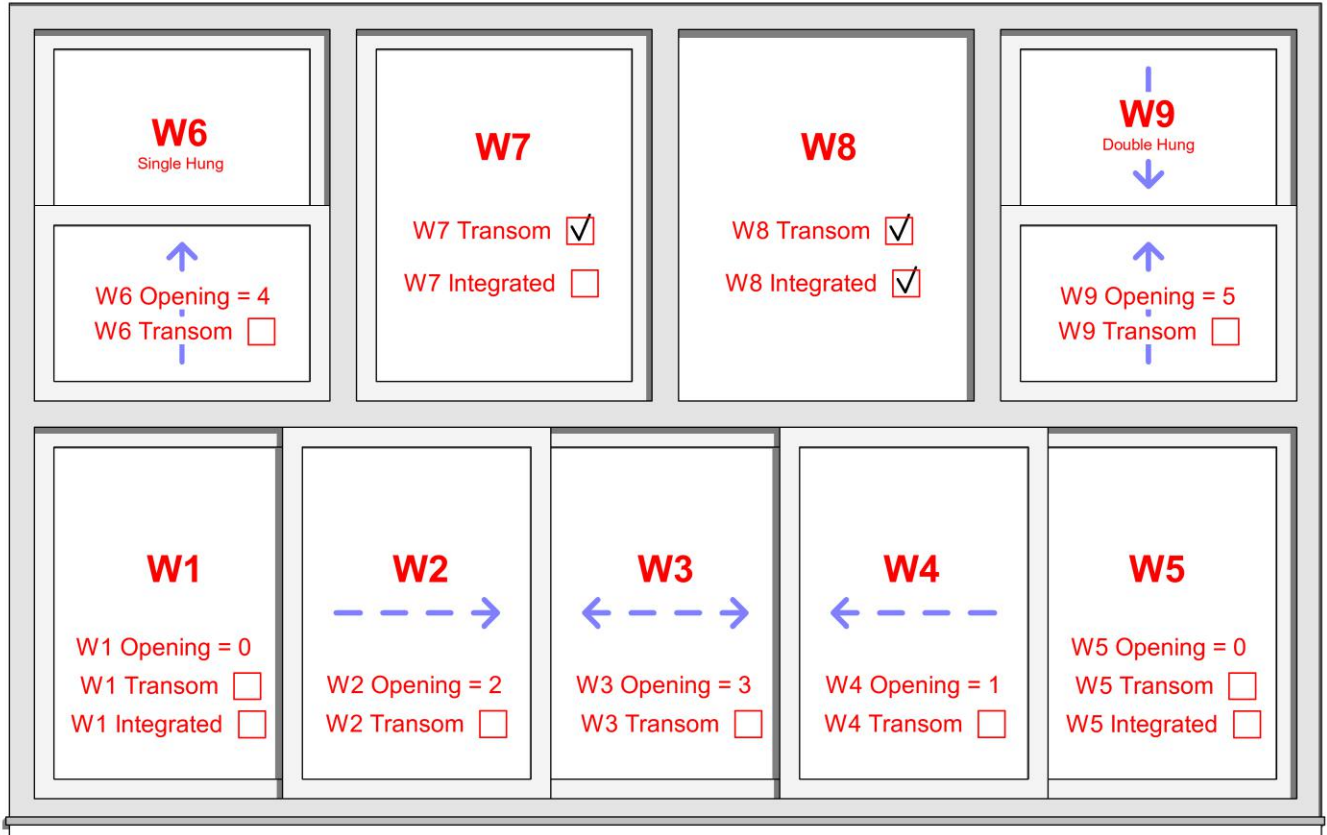 W6
Single Hung
W6 Opening = 4
W6 Transom
W7
W7 Transom
W7 Integrated
W8
W8 Transom
W8 Integrated
W9
Double Hung
W9 Opening = 5
W9 Transom
W1
W1 Opening = 0
W1 Transom
W1 Integrated
W2
W2 Opening = 2
W2 Transom
W3
W3 Opening = 3
W3 Transom
W4
W4 Opening = 1
W4 Transom
W5
W5 Opening = 0
W5 Transom
W5 Integrated